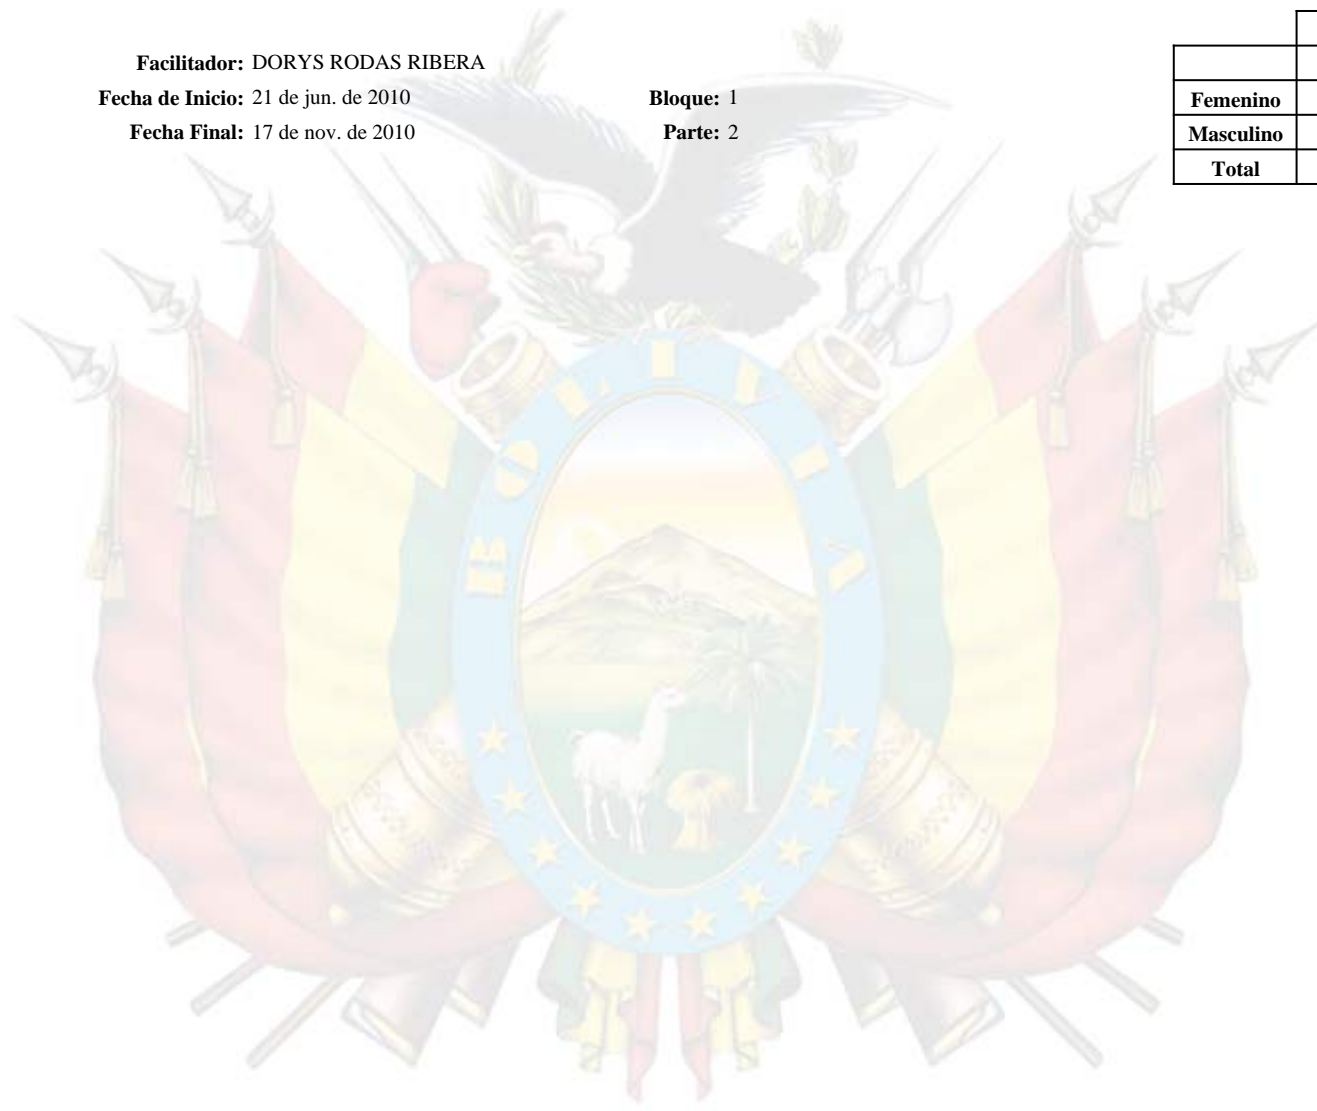 Facilitador: DORYS RODAS RIBERA
Fecha de Inicio: 21 de jun. de 2010 Bloque: 1
Fecha Final: 17 de nov. de 2010 Parte: 2
Femenino
Masculino
Total
BOLIVIA